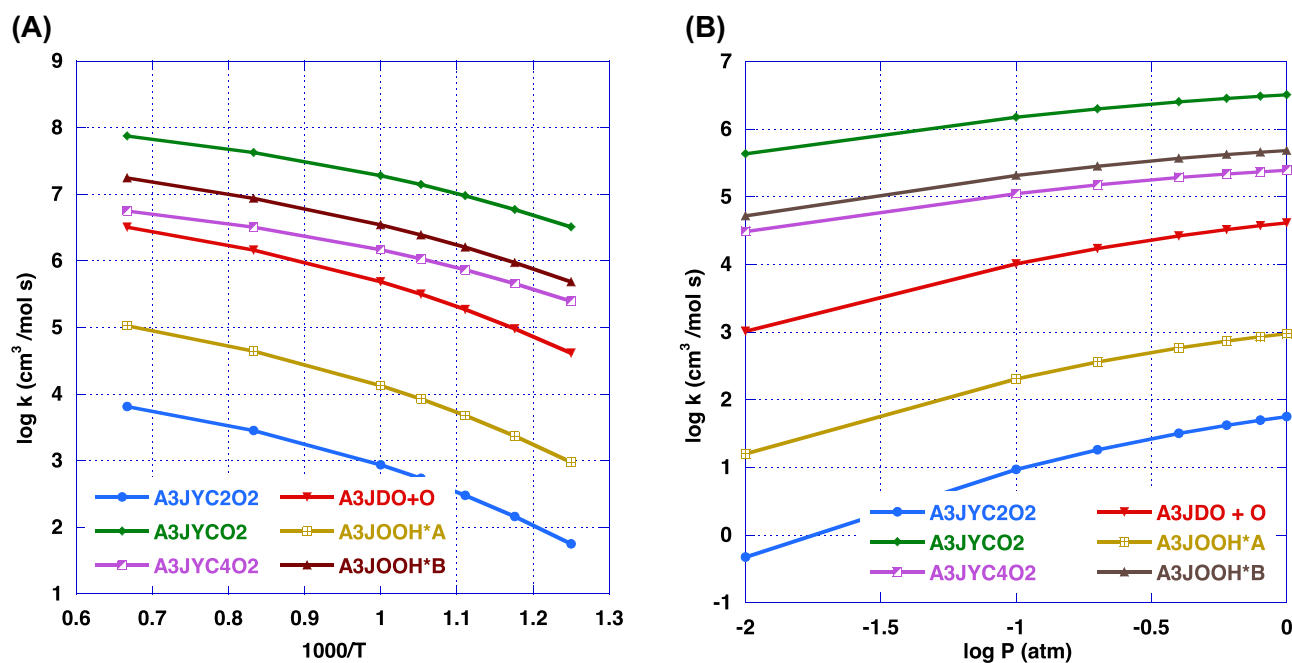 (A)
9
8
7
6
5
4
3
2
1
log k (cm3 /mol s)
A3JYC2O2
A3JYCO2
A3JYC4O2
A3JDO+O
A3JOOH*A
A3JOOH*B
0.6 0.7 0.8 0.9 1 1.1 1.2 1.3
1000/T
(B)
7
6
5
4
3
2
1
0
-1
log k (cm3 /mol s)
A3JYC2O2
A3JYCO2
A3JYC4O2
A3JDO + O
A3JOOH*A
A3JOOH*B
-2 -1.5 -1 -0.5 0
log P (atm)